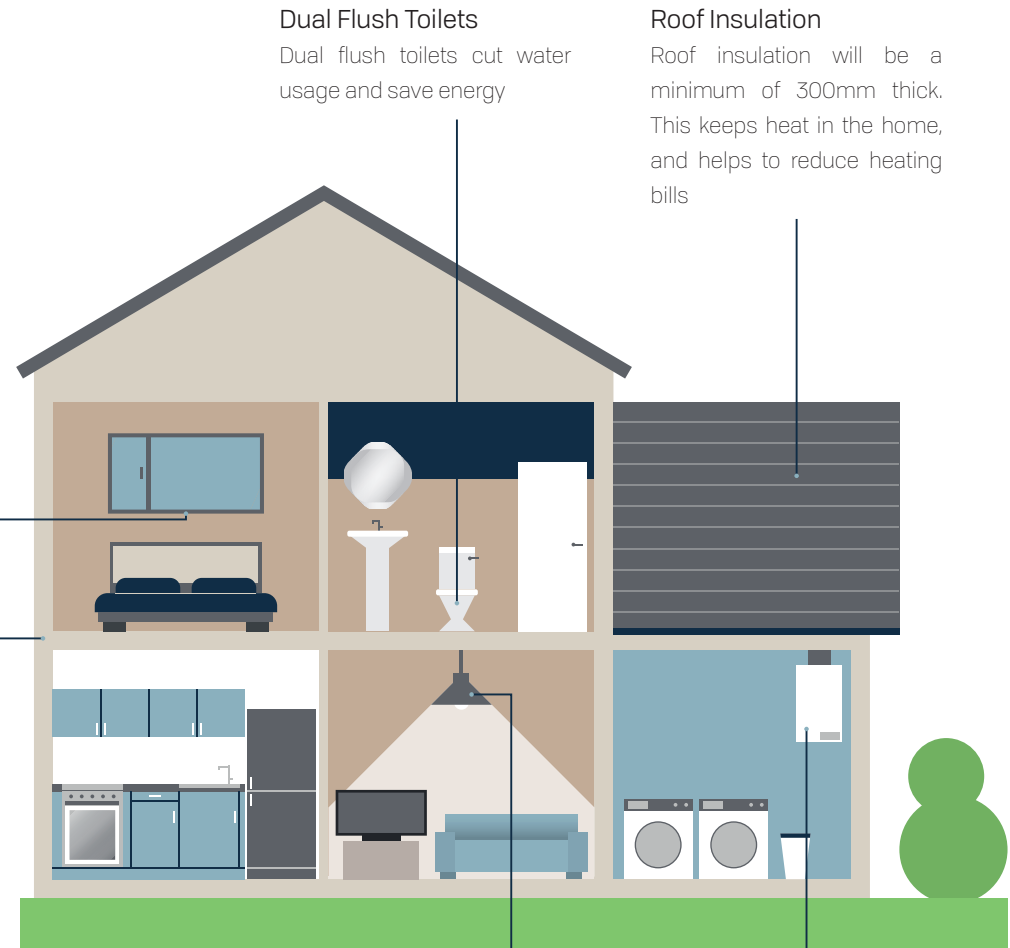 Dual Flush Toilets
Dual flush toilets cut water
usage and save energy
Roof Insulation
Roof insulation will be a
minimum of 300mm thick.
This keeps heat in the home,
and helps to reduce heating
bills